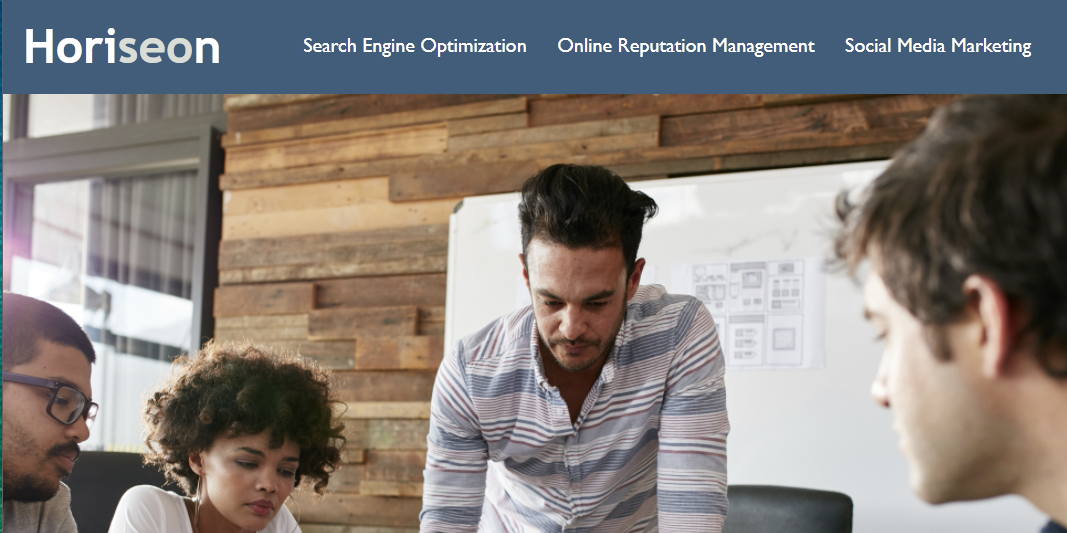 Horiseon
Search Engine Optimization
Online Reputation Management
Social Media Marketing